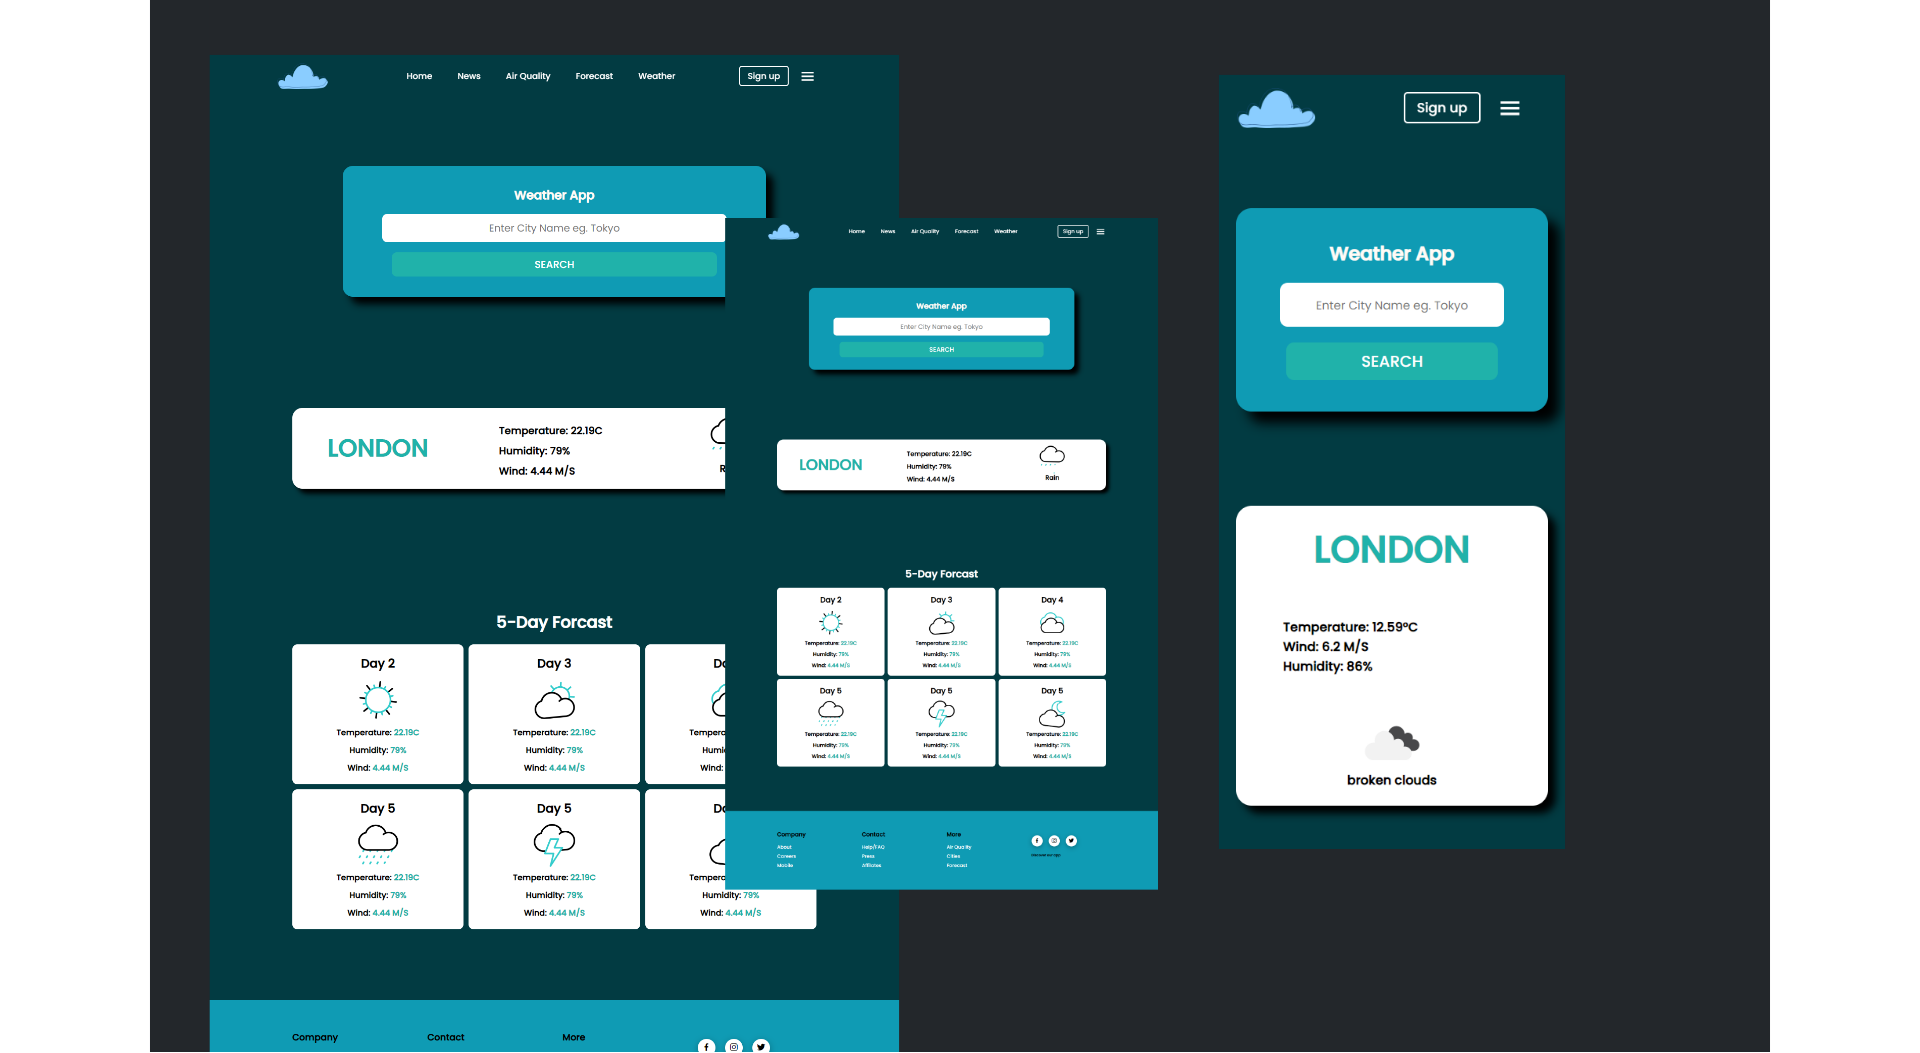 Home News Air Quality Forecast Weather Sign up
Weather App
Enter City Name eg. Tokyo
SEARCH
LONDON
Temperature: 22.19C
Humidity: 79%
Wind: 4.44 M/S
5-Day Forcast
Day 2
Temperature: 22.19C
Humidity: 79%
Wind: 4.44 M/S
Day 3
Temperature: 22.19C
Humidity: 79%
Wind: 4.44 M/S
Day 5
Temperature: 22.19C
Humidity: 79%
Wind: 4.44 M/S
Day 5
Temperature: 22.19C
Humidity: 79%
Wind: 4.44 M/S
Humidity: 79%
Wind: 4.44 M/S
Company Contact More
Home News Air Quality Forecast Weather Sign up
Weather App
Enter City Name eg. Tokyo
SEARCH
LONDON
Temperature: 22.19C
Humidity: 79%
Wind: 4.44 M/S
Rain
5-Day Forcast
Day 2
Temperature: 22.19C
Humidity: 79%
Wind: 4.44 M/S
Day 3
Temperature: 22.19C
Humidity: 79%
Wind: 4.44 M/S
Day 4
Temperature: 22.19C
Humidity: 79%
Wind: 4.44 M/S
Day 5
Temperature: 22.19C
Humidity: 79%
Wind: 4.44 M/S
Day 5
Temperature: 22.19C
Humidity: 79%
Wind: 4.44 M/S
Day 5
Temperature: 22.19C
Humidity: 79%
Wind: 4.44 M/S
Company
About
Careers
Mobile
Contact
Help/FAQ
Press
Affiliates
More
Air Quality
Cities
Forecast
Sign up
Weather App
Enter City Name eg. Tokyo
SEARCH
LONDON
Temperature: 12.59°C
Wind: 6.2 M/S
Humidity: 86%
broken clouds